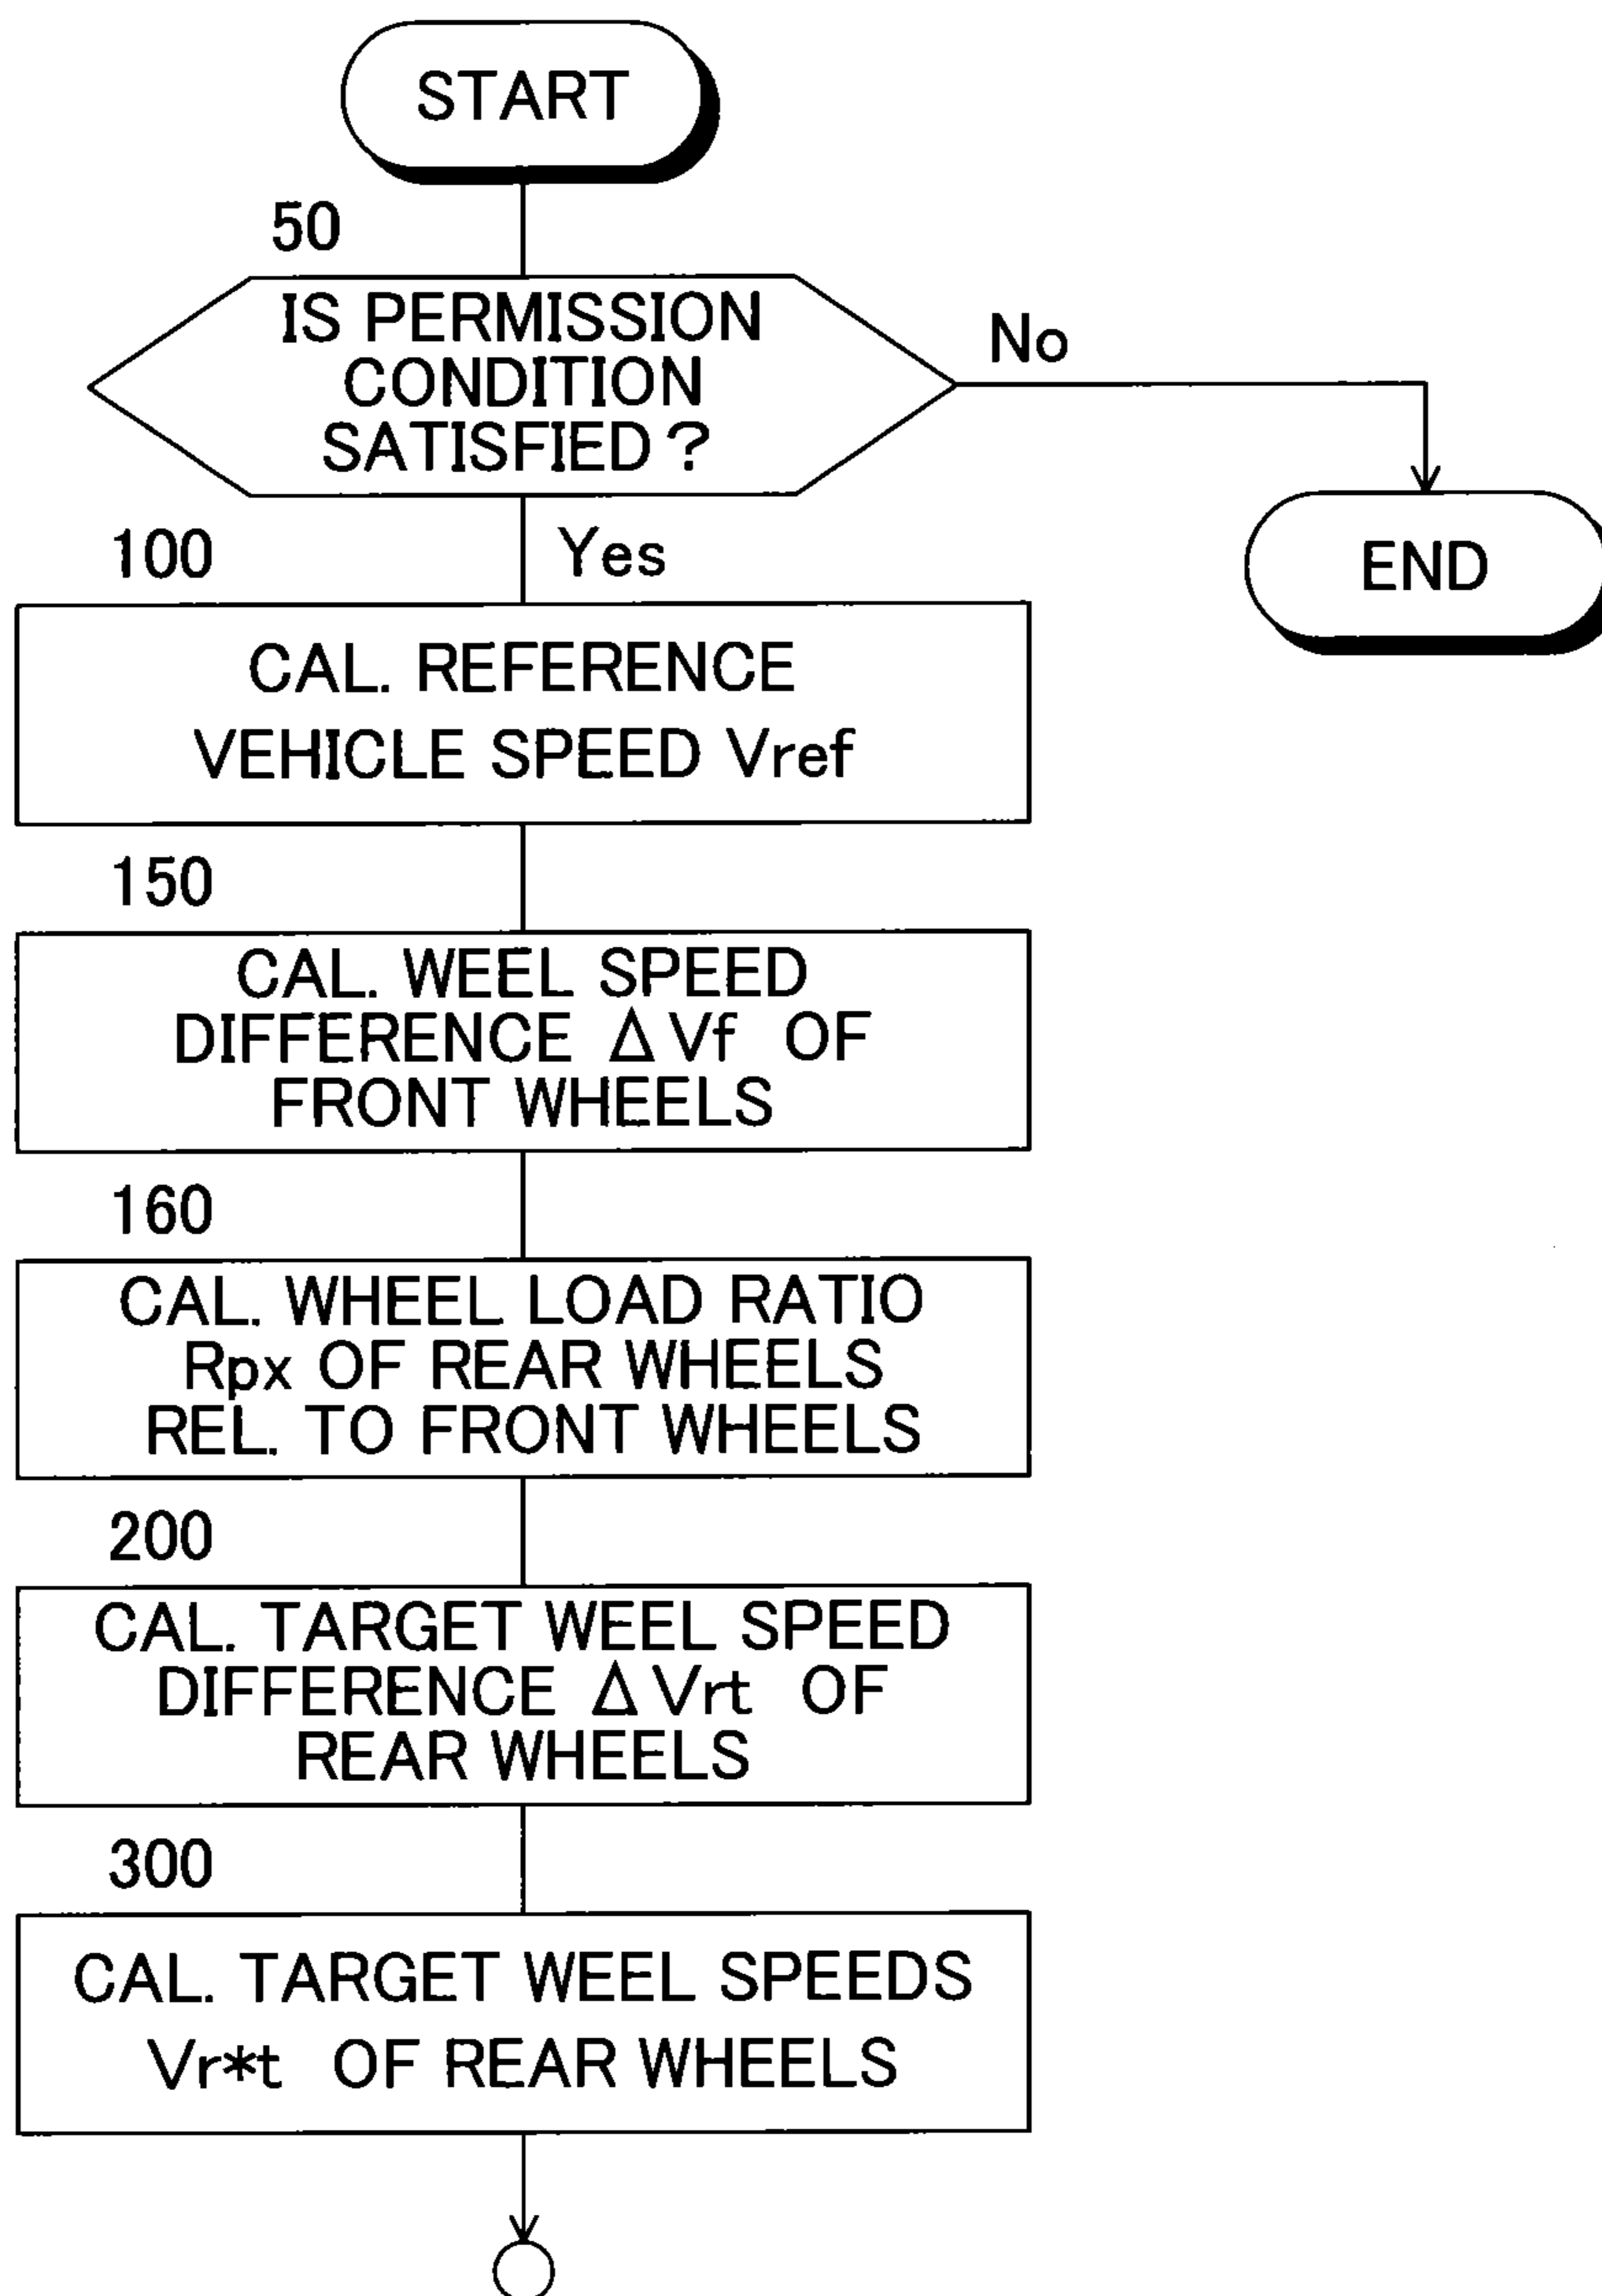 START
50
IS PERMISSION
CONDITION
SATISFIED?
No
END
Yes
100
CAL. REFERENCE
VEHICLE SPEED Vref
150
CAL. WEEL SPEED
DIFFERENCE Δ Vf OF
FRONT WHEELS
160
CAL. WHEEL LOAD RATIO
Rpx OF REAR WHEELS
REL. TO FRONT WHEELS
200
CAL. TARGET WEEL SPEED
DIFFERENCE Δ Vrt OF
REAR WHEELS
300
CAL. TARGET WEEL SPEEDS
Vr*t OF REAR WHEELS